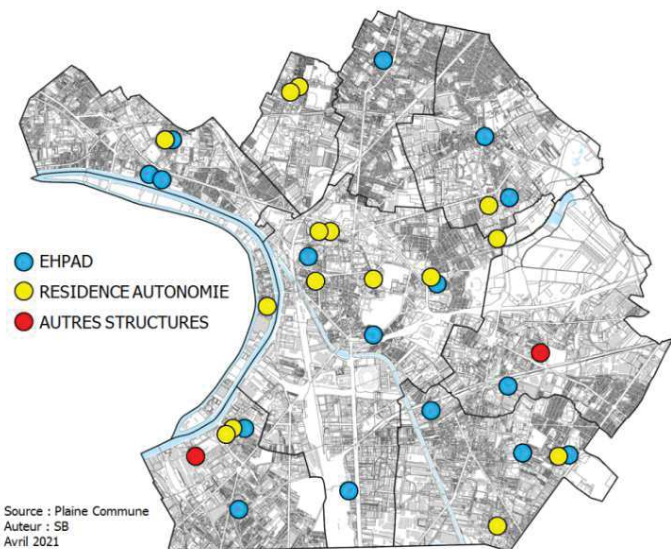 EHPAD
RESIDENCE AUTONOMIE
AUTRES STRUCTURES
Source : Plaine Commune
Auteur : SB
Avril 2021